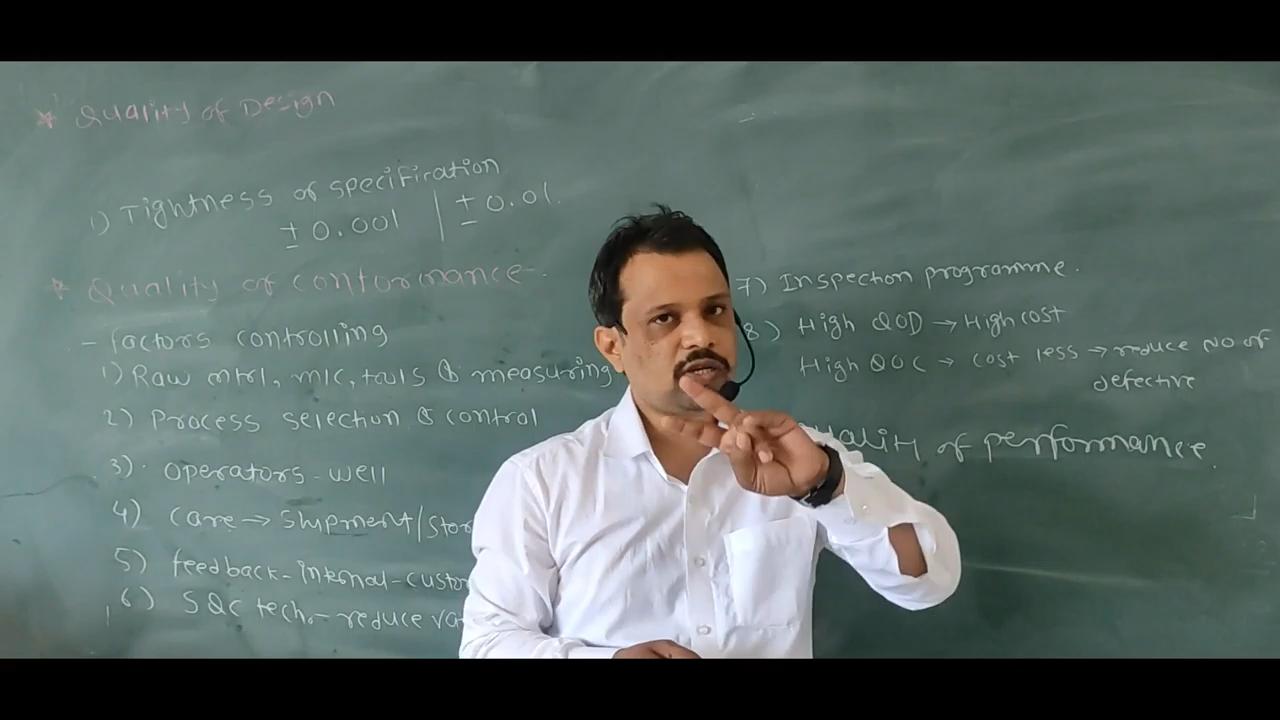 * Quality of Design
1) Tightness of specification
± 0.001 | ± 0.01.
* Quality of conformance -.
- factors controlling
1) Raw mtrl, m/c, tools & measuring
2) Process selection & control
3). operators - well
4) Care → Shipment/Stor
5) feedback - internal - custo
6) SQC tech. - reduce va
7) Inspection programme.
8) High QOD → High cost
High QOC → cost less → reduce No of
defective
uality of performance.